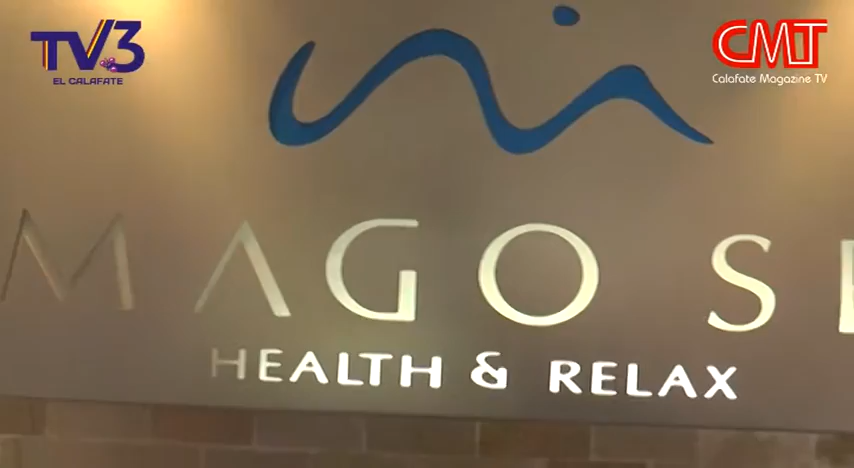 TV3
EL CALAFATE
CMT
Calafate Magazine TV
MAGO S
HEALTH & RELAX